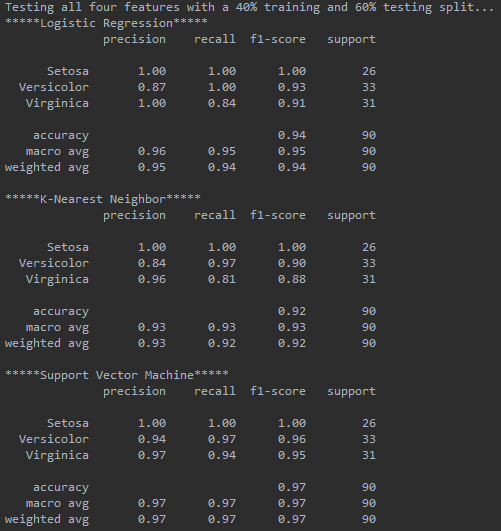 Testing all four features with a 40% training and 60% testing split...
*****Logistic Regression*****
precision recall f1-score support
Setosa 1.00 1.00 1.00 26
Versicolor 0.87 1.00 0.93 33
Virginica 1.00 0.84 0.91 31
accuracy 0.94 90
macro avg 0.96 0.95 0.95 90
weighted avg 0.95 0.94 0.94 90
*****K-Nearest Neighbor*****
precision recall f1-score support
Setosa 1.00 1.00 1.00 26
Versicolor 0.84 0.97 0.90 33
Virginica 0.96 0.81 0.88 31
accuracy 0.92 90
macro avg 0.93 0.93 0.93 90
weighted avg 0.93 0.92 0.92 90
*****Support Vector Machine*****
precision recall f1-score support
Setosa 1.00 1.00 1.00 26
Versicolor 0.94 0.97 0.96 33
Virginica 0.97 0.94 0.95 31
accuracy 0.97 90
macro avg 0.97 0.97 0.97 90
weighted avg 0.97 0.97 0.97 90